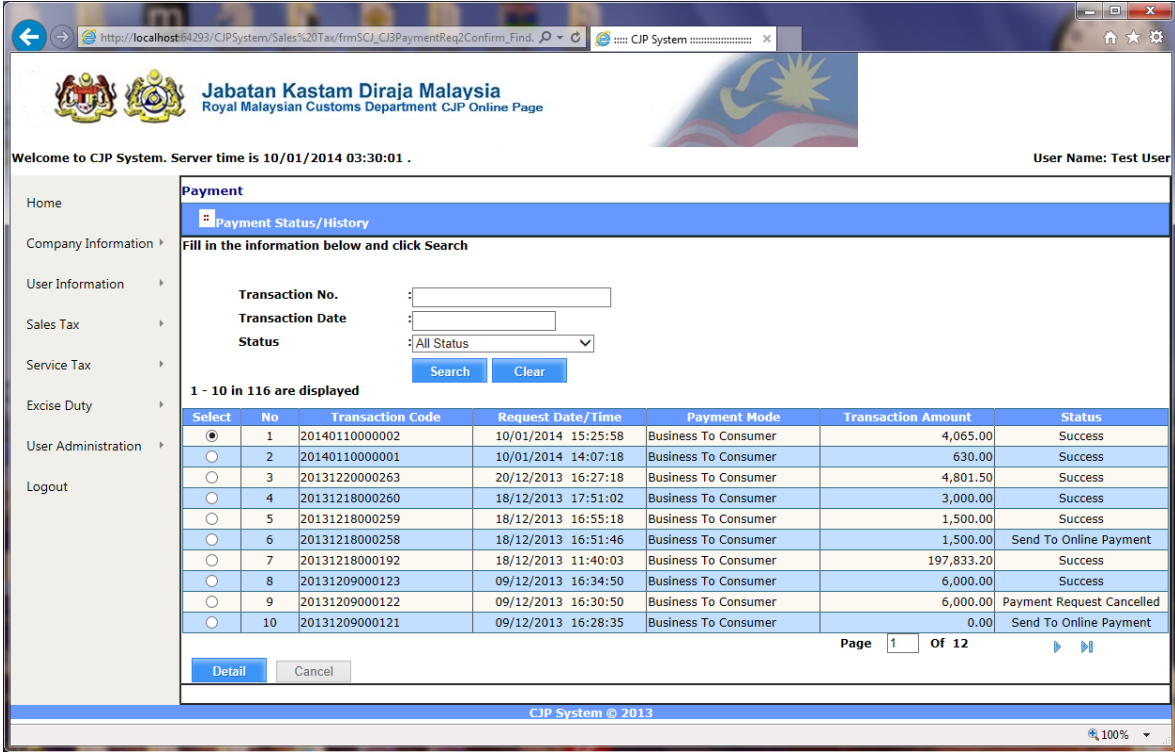 http://localhost:64293/CJPSystem/Sales%20Tax/frmSCJ_CJ3PaymentReq2Confirm_Find.
::::: CJP System ::::::::::::::::::::
Jabatan Kastam Diraja Malaysia
Royal Malaysian Customs Department CJP Online Page
Welcome to CJP System. Server time is 10/01/2014 03:30:01 . User Name: Test User
Home
Company Information
User Information
Sales Tax
Service Tax
Excise Duty
User Administration
Logout
Payment
Payment Status/History
Fill in the information below and click Search
Transaction No. :
Transaction Date :
Status : All Status
Search Clear
1 - 10 in 116 are displayed
Select No Transaction Code Request Date/Time Payment Mode Transaction Amount Status
1 20140110000002 10/01/2014 15:25:58 Business To Consumer 4,065.00 Success
2 20140110000001 10/01/2014 14:07:18 Business To Consumer 630.00 Success
3 20131220000263 20/12/2013 16:27:18 Business To Consumer 4,801.50 Success
4 20131218000260 18/12/2013 17:51:02 Business To Consumer 3,000.00 Success
5 20131218000259 18/12/2013 16:55:18 Business To Consumer 1,500.00 Success
6 20131218000258 18/12/2013 16:51:46 Business To Consumer 1,500.00 Send To Online Payment
7 20131218000192 18/12/2013 11:40:03 Business To Consumer 197,833.20 Success
8 20131209000123 09/12/2013 16:34:50 Business To Consumer 6,000.00 Success
9 20131209000122 09/12/2013 16:30:50 Business To Consumer 6,000.00 Payment Request Cancelled
10 20131209000121 09/12/2013 16:28:35 Business To Consumer 0.00 Send To Online Payment
Page 1 Of 12
Detail Cancel
CJP System © 2013
100%